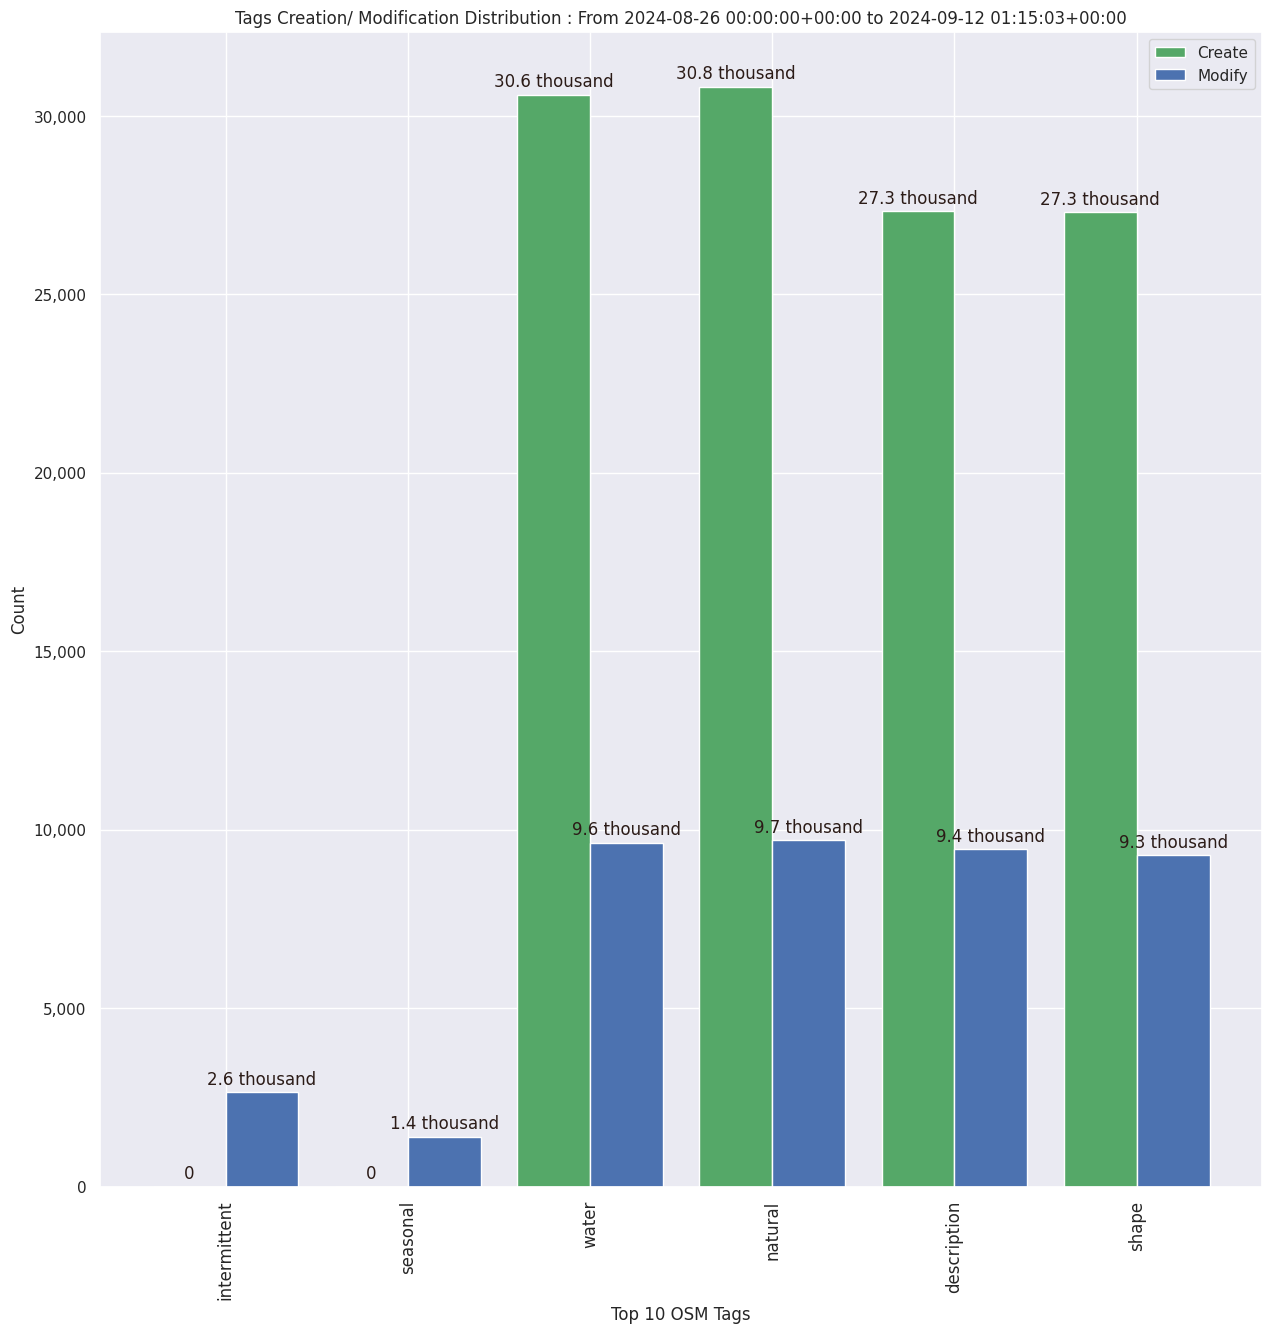 Tags Creation/ Modification Distribution : From 2024-08-26 00:00:00+00:00 to 2024-09-12 01:15:03+00:00
Create
Modify
30.6 thousand
30.8 thousand
27.3 thousand
27.3 thousand
9.6 thousand
9.7 thousand
9.4 thousand
9.3 thousand
2.6 thousand
1.4 thousand
0
0
30,000
25,000
20,000
15,000
10,000
5,000
0
Count
intermittent
seasonal
water
natural
description
shape
Top 10 OSM Tags